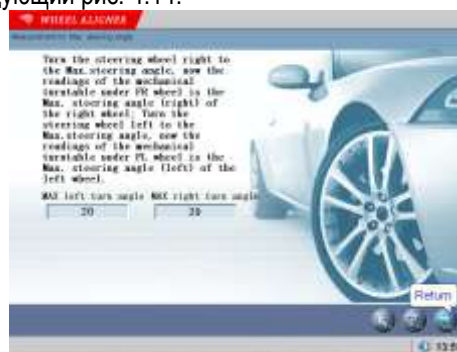 дующий рис. 4.14.
WHEEL ALIGNER
Turn the steering wheel right to
the Max.steering angle, now the
readings of the mechanical
turntable under FR wheel is the
Max. steering angle (right) of
the right wheel; Turn the
steering wheel left to the
Max.steering angle, now the
readings of the mechanical
turntable under FL wheel is the
Max. steering angle (left) of the
left wheel.
MAX left turn angle MAX right turn angle
20 20
Return